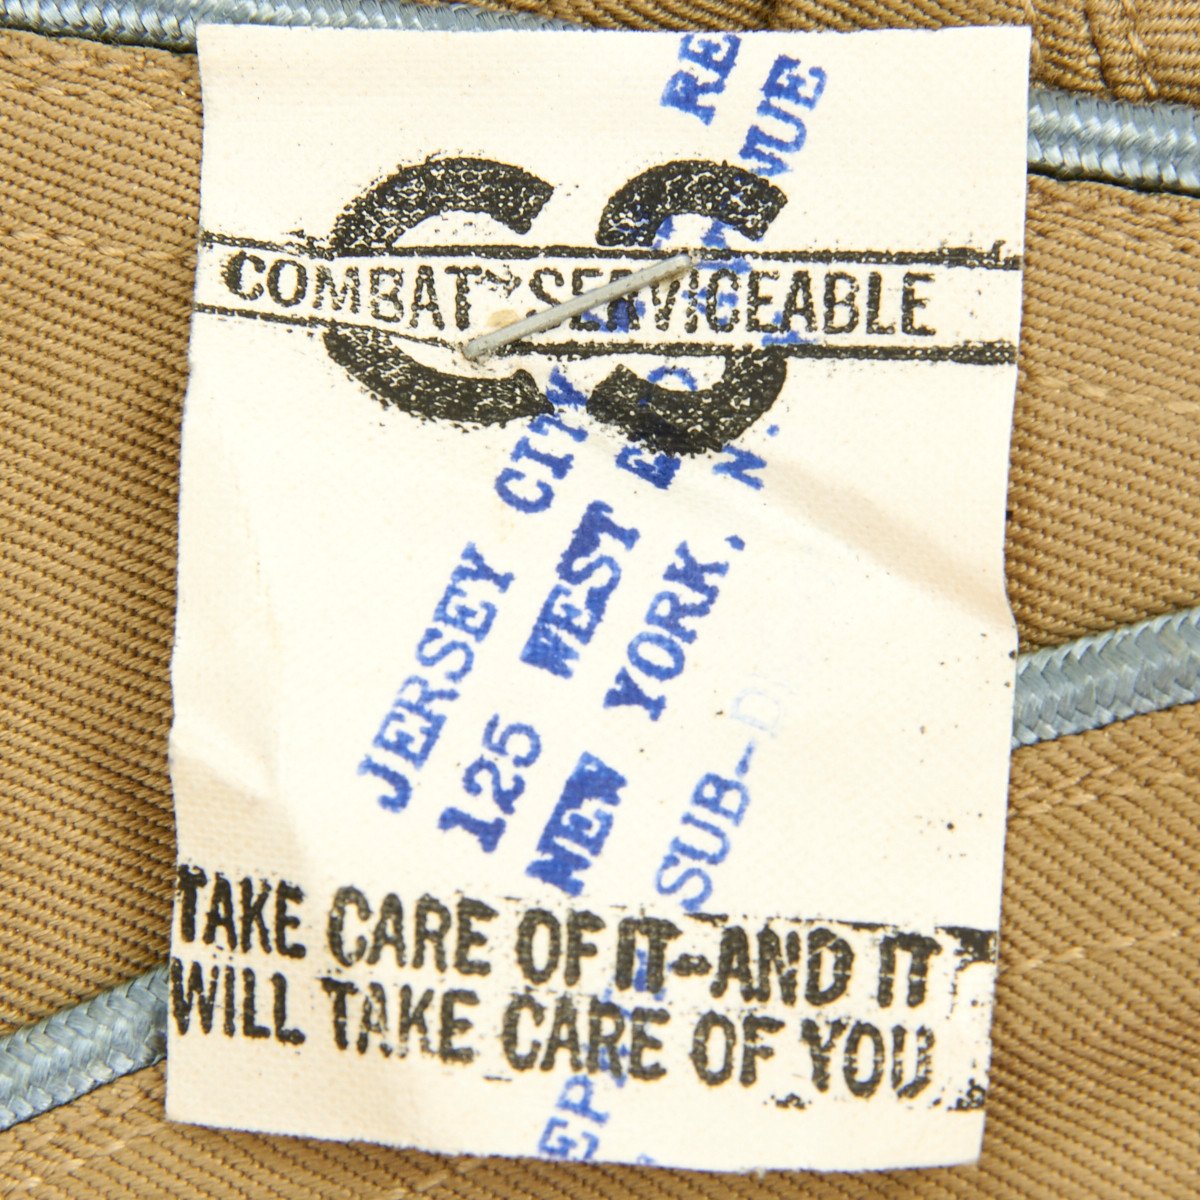 CS
COMBAT SERVICEABLE
JERSEY CITY
125 WEST
NEW YORK, N.
SUB-D
TAKE CARE OF IT-AND IT
WILL TAKE CARE OF YOU